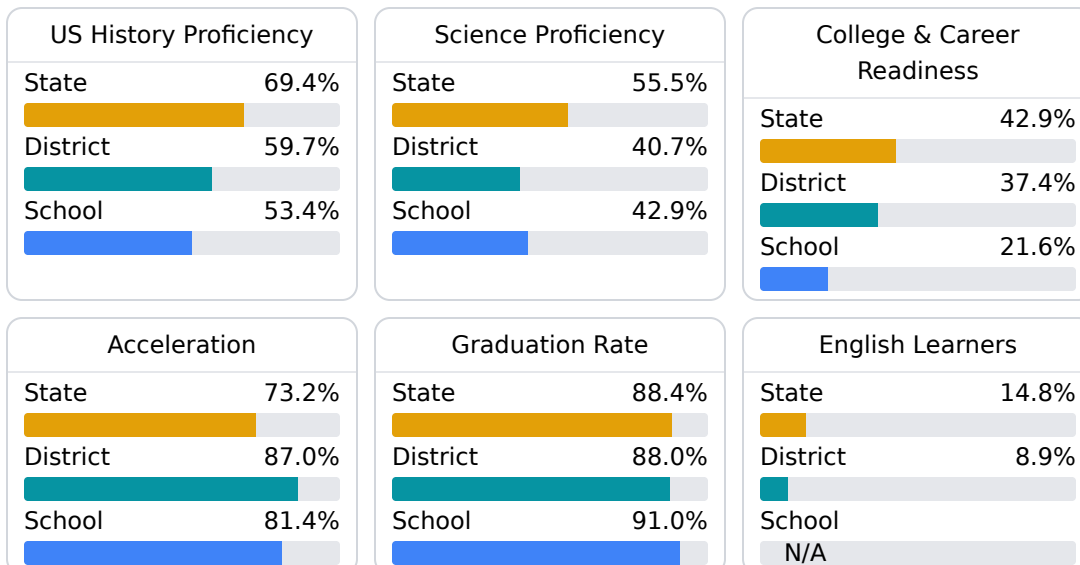 US History Proficiency
State 69.4%
District 59.7%
School 53.4%
Science Proficiency
State 55.5%
District 40.7%
School 42.9%
College & Career
Readiness
State 42.9%
District 37.4%
School 21.6%
Acceleration
State 73.2%
District 87.0%
School 81.4%
Graduation Rate
State 88.4%
District 88.0%
School 91.0%
English Learners
State 14.8%
District 8.9%
School
N/A